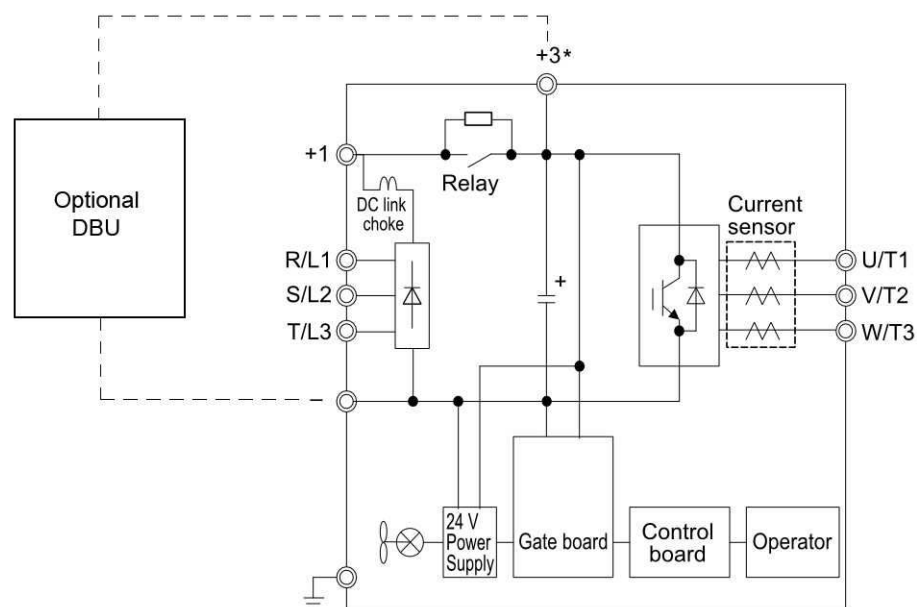 +3*
+1
Relay
Optional
DBU
DC link
choke
Current
sensor
R/L1
S/L2
T/L3
+
U/T1
V/T2
W/T3
24 V
Power
Supply
Gate board
Control
board
Operator